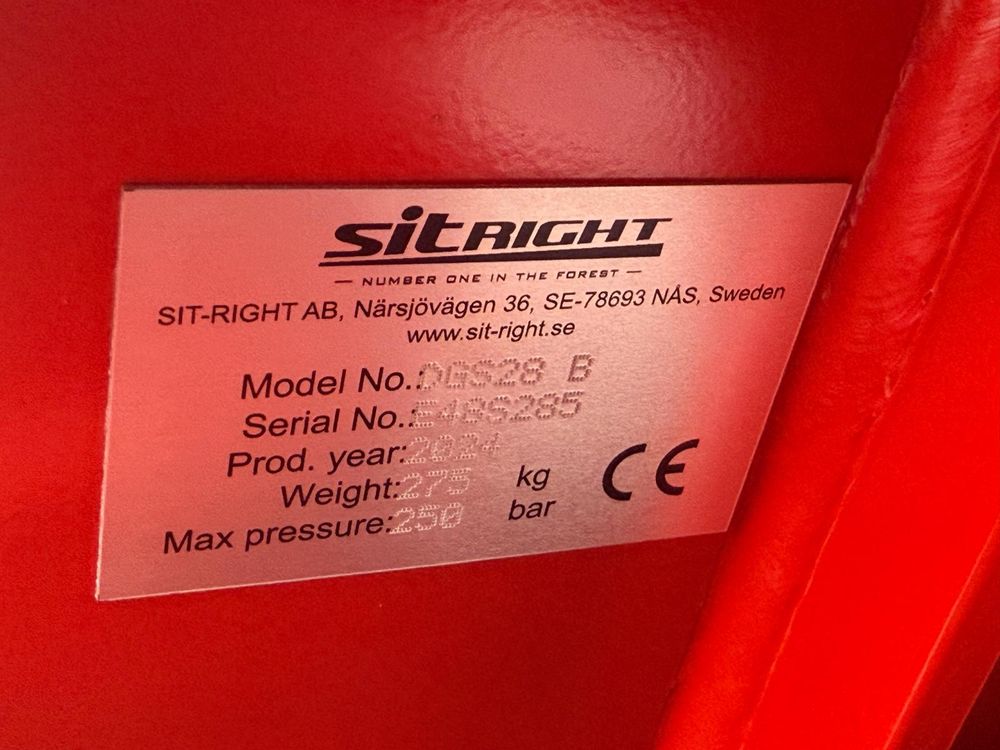 sitRIGHT
— NUMBER ONE IN THE FOREST —
SIT-RIGHT AB, Närsjövägen 36, SE-78693 NÅS, Sweden
www.sit-right.se
Model No.: DGS28 B
Serial No.: E48S285
Prod. year: 2024
Weight: 275 kg
Max pressure: 250 bar
CE